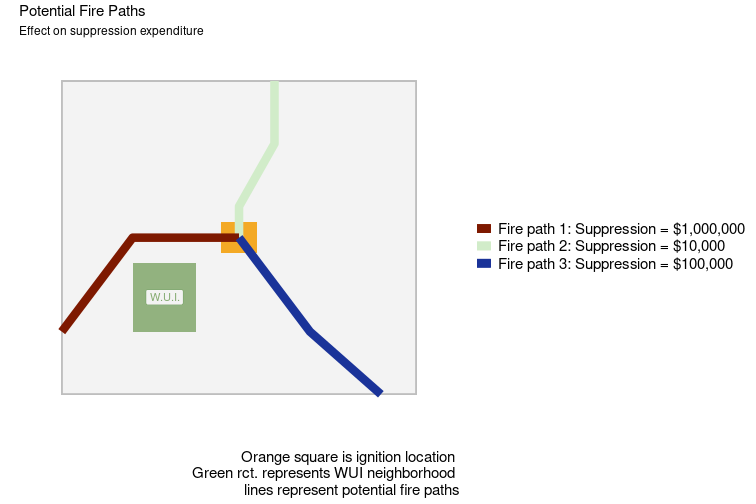 Potential Fire Paths
Effect on suppression expenditure
W.U.I.
Fire path 1: Suppression = $1,000,000
Fire path 2: Suppression = $10,000
Fire path 3: Suppression = $100,000
Orange square is ignition location
Green rct. represents WUI neighborhood
lines represent potential fire paths